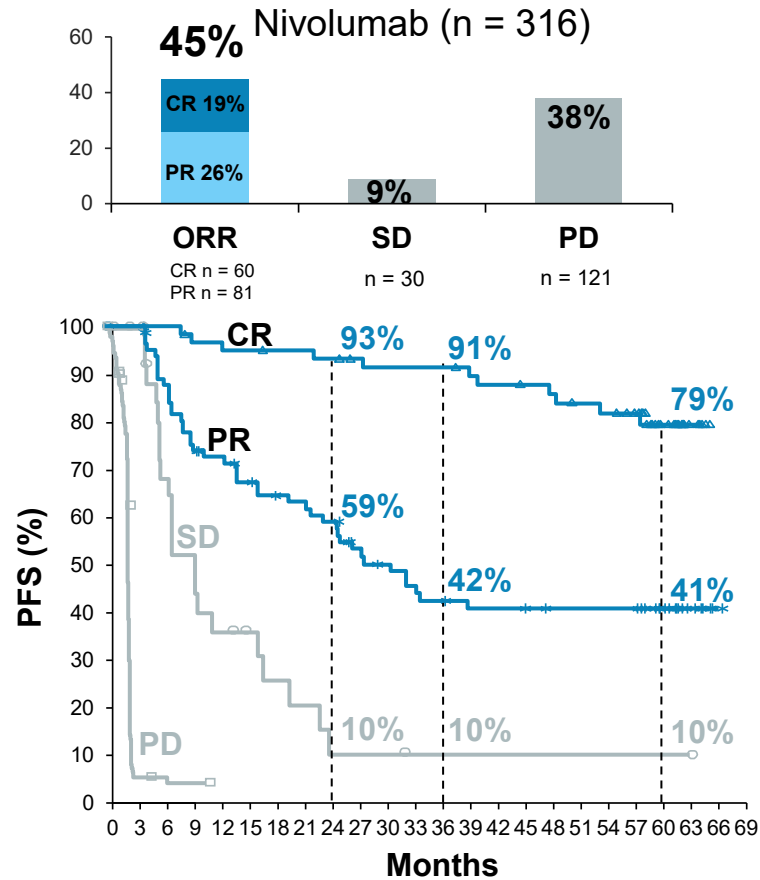 Nivolumab (n = 316)
60
40
20
0
45%
CR 19%
PR 26%
9%
38%
ORR
SD
PD
CR n = 60
PR n = 81
n = 30
n = 121
PFS (%)
100
90
80
70
60
50
40
30
20
10
0
CR
93%
91%
79%
PR
59%
42%
41%
SD
10%
10%
10%
PD
0 3 6 9 12 15 18 21 24 27 30 33 36 39 42 45 48 51 54 57 60 63 66 69
Months